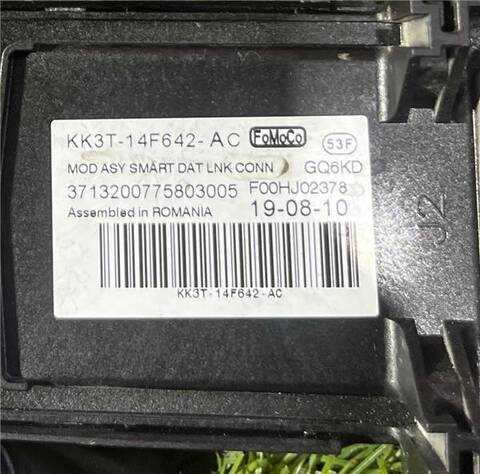 KK3T-14F642-AC FoMoCo 53F
MOD ASY SMART DAT LNK CONN GQ6KD
3713200775803005 F00HJ02378
Assembled in ROMANIA 19-08-10
KK3T-14F642-AC
J2